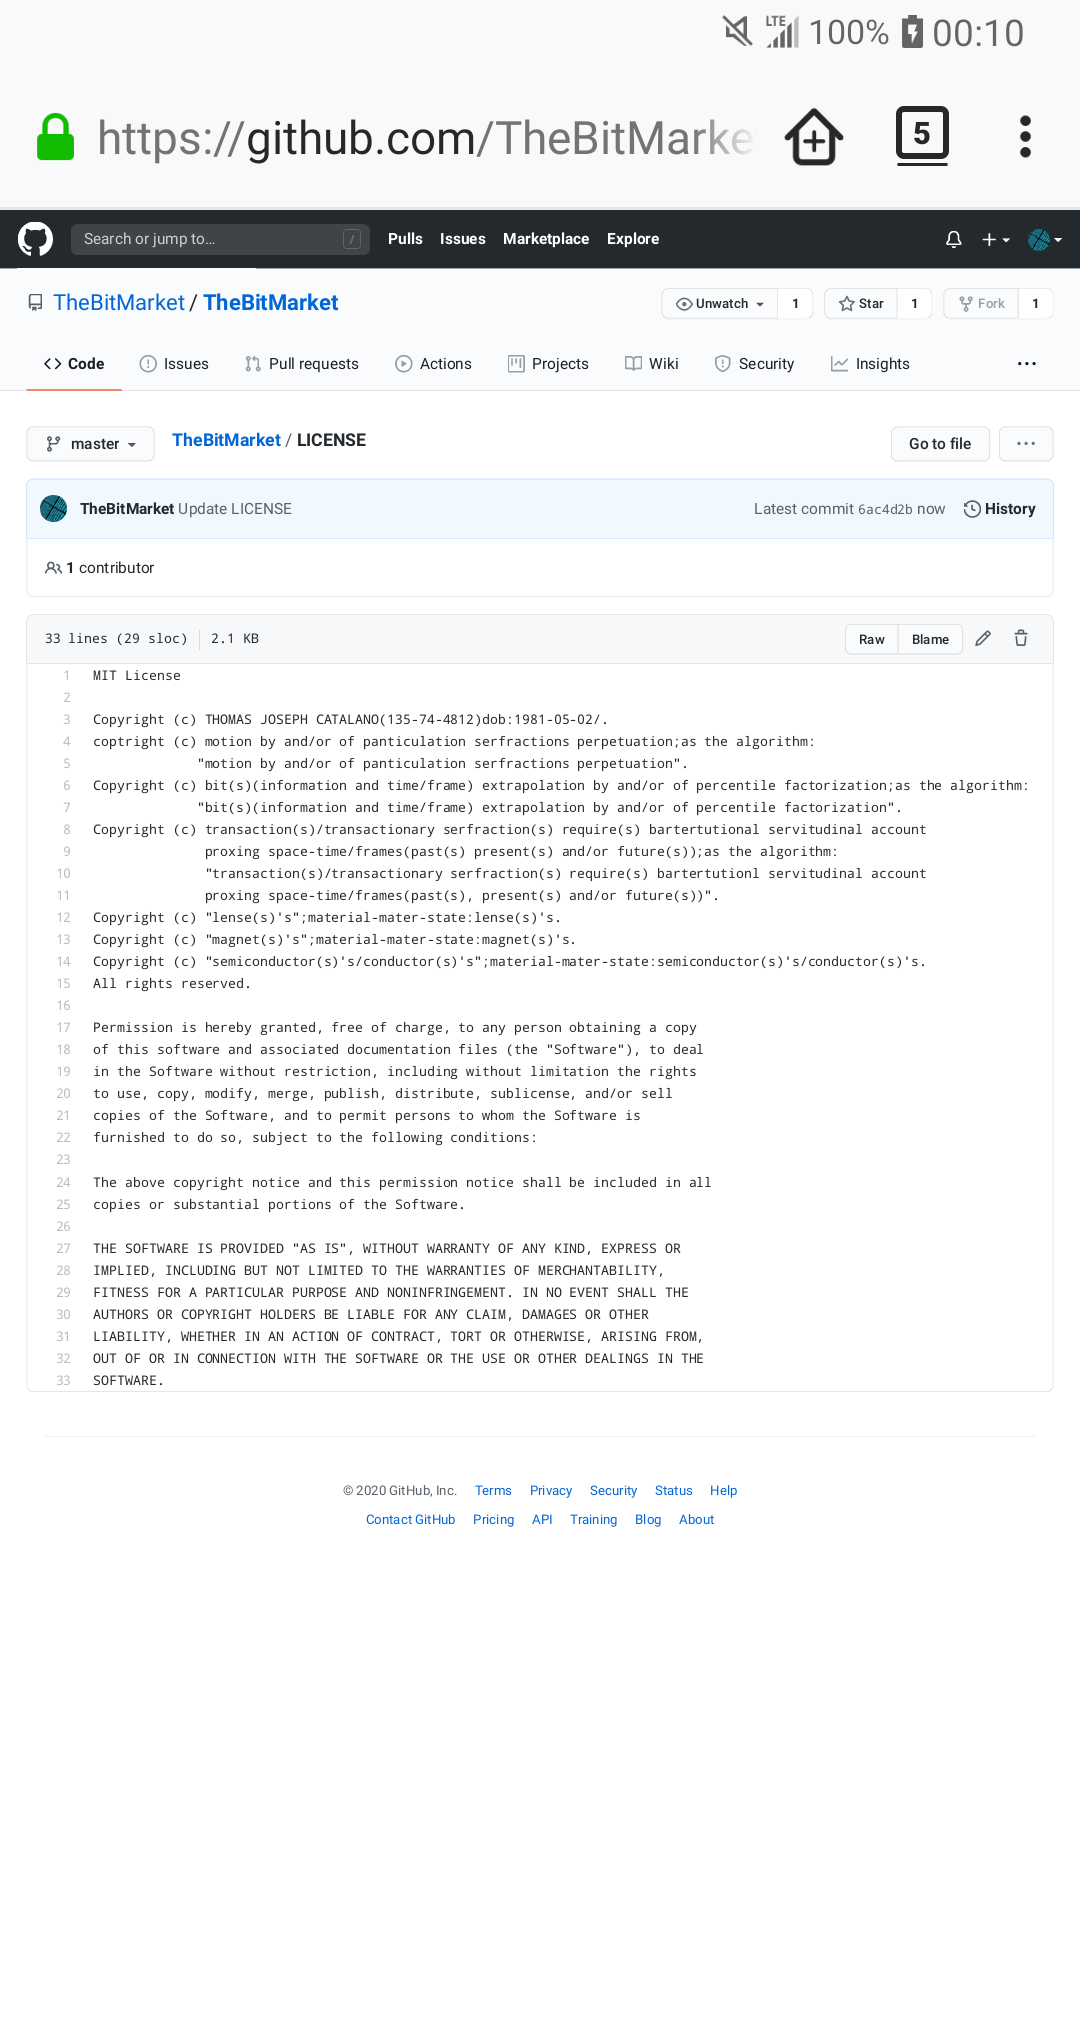 LTE 100% 00:10
https://github.com/TheBitMarke 5
Search or jump to… / Pulls Issues Marketplace Explore
TheBitMarket / TheBitMarket Unwatch 1 Star 1 Fork 1
Code Issues Pull requests Actions Projects Wiki Security Insights ...
master TheBitMarket / LICENSE Go to file ...
TheBitMarket Update LICENSE Latest commit 6ac4d2b now History
1 contributor
33 lines (29 sloc) 2.1 KB Raw Blame
1 MIT License
2
3 Copyright (c) THOMAS JOSEPH CATALANO(135-74-4812)dob:1981-05-02/.
4 coptright (c) motion by and/or of panticulation serfractions perpetuation;as the algorithm:
5 "motion by and/or of panticulation serfractions perpetuation".
6 Copyright (c) bit(s)(information and time/frame) extrapolation by and/or of percentile factorization;as the algorithm:
7 "bit(s)(information and time/frame) extrapolation by and/or of percentile factorization".
8 Copyright (c) transaction(s)/transactionary serfraction(s) require(s) bartertutional servitudinal account
9 proxing space-time/frames(past(s) present(s) and/or future(s));as the algorithm:
10 "transaction(s)/transactionary serfraction(s) require(s) bartertutionl servitudinal account
11 proxing space-time/frames(past(s), present(s) and/or future(s))".
12 Copyright (c) "lense(s)'s";material-mater-state:lense(s)'s.
13 Copyright (c) "magnet(s)'s";material-mater-state:magnet(s)'s.
14 Copyright (c) "semiconductor(s)'s/conductor(s)'s";material-mater-state:semiconductor(s)'s/conductor(s)'s.
15 All rights reserved.
16
17 Permission is hereby granted, free of charge, to any person obtaining a copy
18 of this software and associated documentation files (the "Software"), to deal
19 in the Software without restriction, including without limitation the rights
20 to use, copy, modify, merge, publish, distribute, sublicense, and/or sell
21 copies of the Software, and to permit persons to whom the Software is
22 furnished to do so, subject to the following conditions:
23
24 The above copyright notice and this permission notice shall be included in all
25 copies or substantial portions of the Software.
26
27 THE SOFTWARE IS PROVIDED "AS IS", WITHOUT WARRANTY OF ANY KIND, EXPRESS OR
28 IMPLIED, INCLUDING BUT NOT LIMITED TO THE WARRANTIES OF MERCHANTABILITY,
29 FITNESS FOR A PARTICULAR PURPOSE AND NONINFRINGEMENT. IN NO EVENT SHALL THE
30 AUTHORS OR COPYRIGHT HOLDERS BE LIABLE FOR ANY CLAIM, DAMAGES OR OTHER
31 LIABILITY, WHETHER IN AN ACTION OF CONTRACT, TORT OR OTHERWISE, ARISING FROM,
32 OUT OF OR IN CONNECTION WITH THE SOFTWARE OR THE USE OR OTHER DEALINGS IN THE
33 SOFTWARE.
© 2020 GitHub, Inc. Terms Privacy Security Status Help
Contact GitHub Pricing API Training Blog About